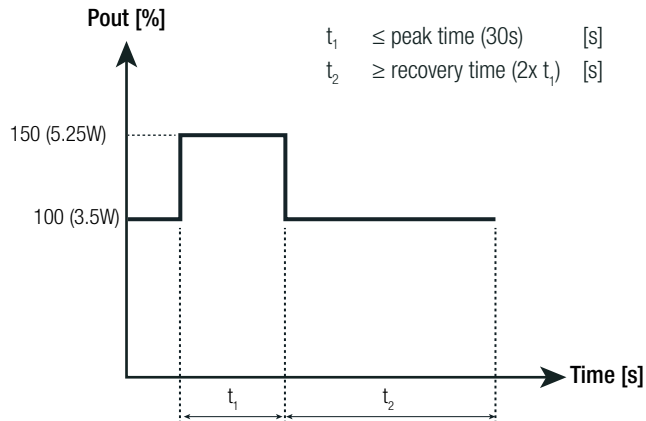 Pout [%]
t₁ ≤ peak time (30s) [s]
t₂ ≥ recovery time (2x t₁) [s]
150 (5.25W)
100 (3.5W)
Time [s]
t₁
t₂